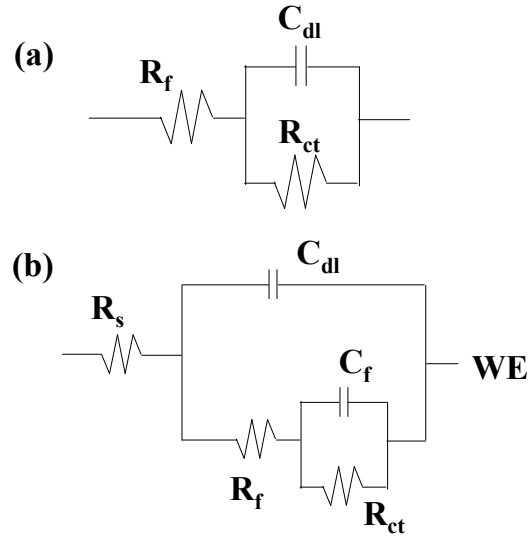 (a)
C_dl
R_f
R_ct
(b)
C_dl
R_s
C_f
WE
R_f
R_ct